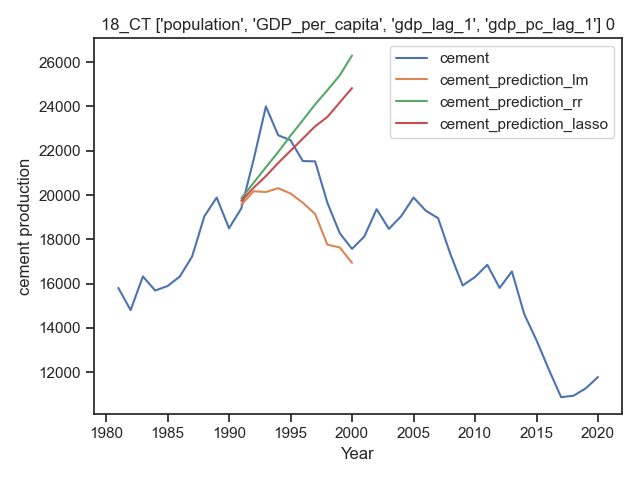 18_CT ['population', 'GDP_per_capita', 'gdp_lag_1', 'gdp_pc_lag_1'] 0
cement
cement_prediction_lm
cement_prediction_rr
cement_prediction_lasso
cement production
26000
24000
22000
20000
18000
16000
14000
12000
1980 1985 1990 1995 2000 2005 2010 2015 2020
Year